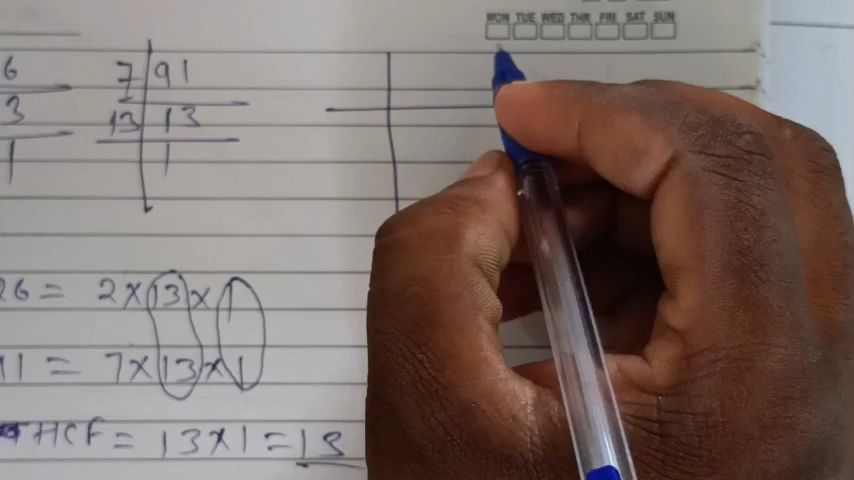 MON TUE WED THR FRI SAT SUN
6 7 91
3 13 13
1 1
26 = 2 x 13 x 1
91 = 7 x 13 x 1
HCF = 13 x 1 = 13